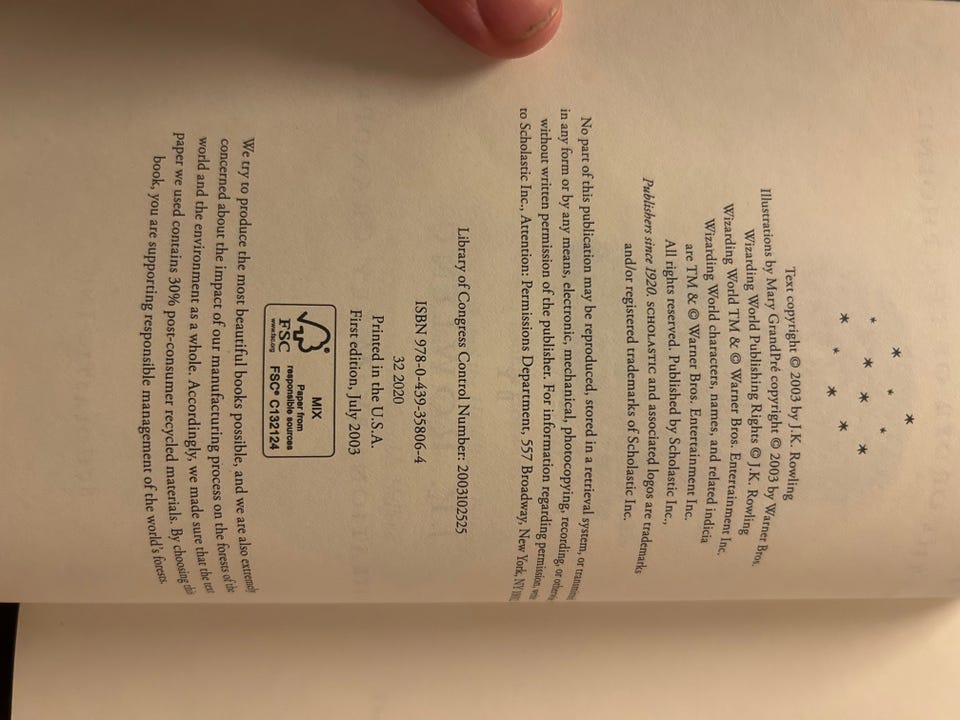 Text copyright © 2003 by J.K. Rowling
Illustrations by Mary GrandPré copyright © 2003 by Warner Bros.
Wizarding World Publishing Rights © J.K. Rowling
Wizarding World TM & © Warner Bros. Entertainment Inc.
Wizarding World characters, names, and related indicia
are TM & © Warner Bros. Entertainment Inc.
All rights reserved. Published by Scholastic Inc.,
Publishers since 1920. SCHOLASTIC and associated logos are trademarks
and/or registered trademarks of Scholastic Inc.
No part of this publication may be reproduced, stored in a retrieval system, or
in any form or by any means, electronic, mechanical, photocopying, recording, or
without written permission of the publisher. For information regarding permission,
to Scholastic Inc., Attention: Permissions Department, 557 Broadway, New York, NY
Library of Congress Control Number: 2003102525
ISBN 978-0-439-35806-4
32 2020
Printed in the U.S.A.
First edition, July 2003
FSC
www.fsc.org
MIX
Paper from
responsible sources
FSC® C132124
We try to produce the most beautiful books possible, and we are also extremely
concerned about the impact of our manufacturing process on the forests of the
world and the environment as a whole. Accordingly, we made sure that the text
paper we used contains 30% post-consumer recycled materials. By choosing this
book, you are supporting responsible management of the world's forests.